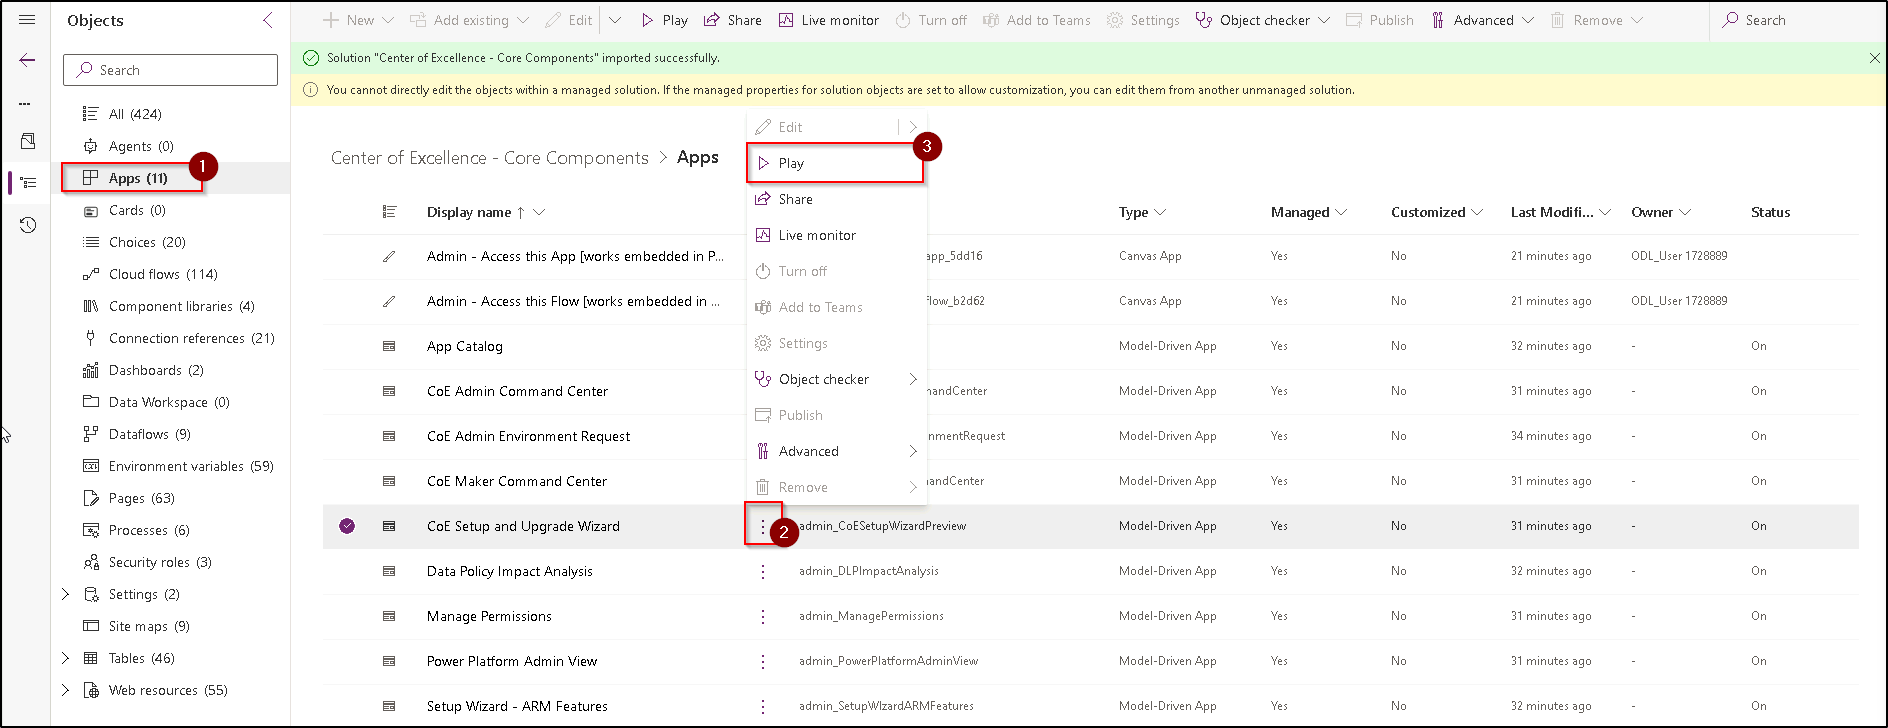 Objects
New
Add existing
Edit
Play
Share
Live monitor
Turn off
Add to Teams
Settings
Object checker
Publish
Advanced
Remove
Search
Solution "Center of Excellence - Core Components" imported successfully.
You cannot directly edit the objects within a managed solution. If the managed properties for solution objects are set to allow customization, you can edit them from another unmanaged solution.
Search
All (424)
Agents (0)
Apps (11)
1
Cards (0)
Choices (20)
Cloud flows (114)
Component libraries (4)
Connection references (21)
Dashboards (2)
Data Workspace (0)
Dataflows (9)
Environment variables (59)
Pages (63)
Processes (6)
Security roles (3)
Settings (2)
Site maps (9)
Tables (46)
Web resources (55)
Center of Excellence - Core Components > Apps
Edit
Play
3
Share
Live monitor
Turn off
Add to Teams
Settings
Object checker
Publish
Advanced
Remove
Display name ↑ Type Managed Customized Last Modifi... Owner Status
Admin - Access this App [works embedded in P... app_5dd16 Canvas App Yes No 21 minutes ago ODL_User 1728889
Admin - Access this Flow [works embedded in ... flow_b2d62 Canvas App Yes No 21 minutes ago ODL_User 1728889
App Catalog Model-Driven App Yes No 32 minutes ago - On
CoE Admin Command Center mandCenter Model-Driven App Yes No 31 minutes ago - On
CoE Admin Environment Request nmentRequest Model-Driven App Yes No 34 minutes ago - On
CoE Maker Command Center andCenter Model-Driven App Yes No 31 minutes ago - On
CoE Setup and Upgrade Wizard 2 admin_CoESetupWizardPreview Model-Driven App Yes No 31 minutes ago - On
Data Policy Impact Analysis admin_DLPImpactAnalysis Model-Driven App Yes No 32 minutes ago - On
Manage Permissions admin_ManagePermissions Model-Driven App Yes No 31 minutes ago - On
Power Platform Admin View admin_PowerPlatformAdminView Model-Driven App Yes No 31 minutes ago - On
Setup Wizard - ARM Features admin_SetupWizardARMFeatures Model-Driven App Yes No 32 minutes ago - On